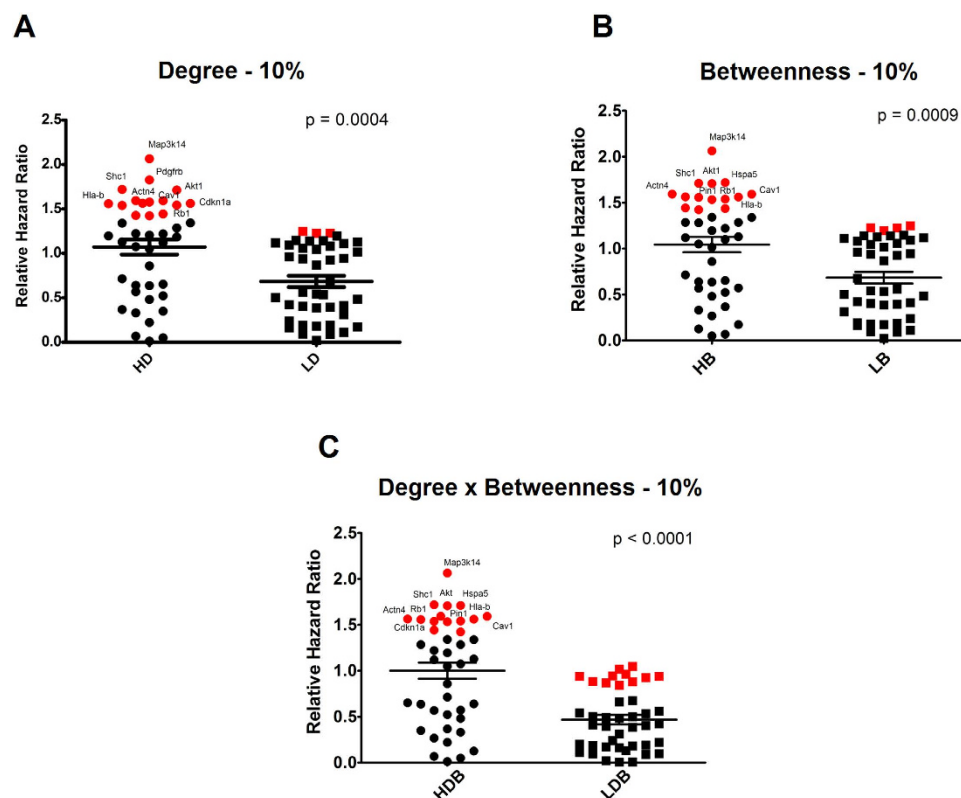 A
Degree - 10%
p = 0.0004
Relative Hazard Ratio
2.5
2.0
1.5
1.0
0.5
0.0
Map3k14
Pdgfrb
Shc1
Akt1
Actn4
Cav1
Hla-b
Cdkn1a
Rb1
HD
LD
B
Betweenness - 10%
p = 0.0009
Relative Hazard Ratio
2.5
2.0
1.5
1.0
0.5
0.0
Map3k14
Shc1
Akt1
Hspa5
Actn4
Pin1
Rb1
Cav1
Hla-b
HB
LB
C
Degree x Betweenness - 10%
p < 0.0001
Relative Hazard Ratio
2.5
2.0
1.5
1.0
0.5
0.0
Map3k14
Shc1
Akt
Hspa5
Actn4
Rb1
Pin1
Hla-b
Cdkn1a
Cav1
HDB
LDB